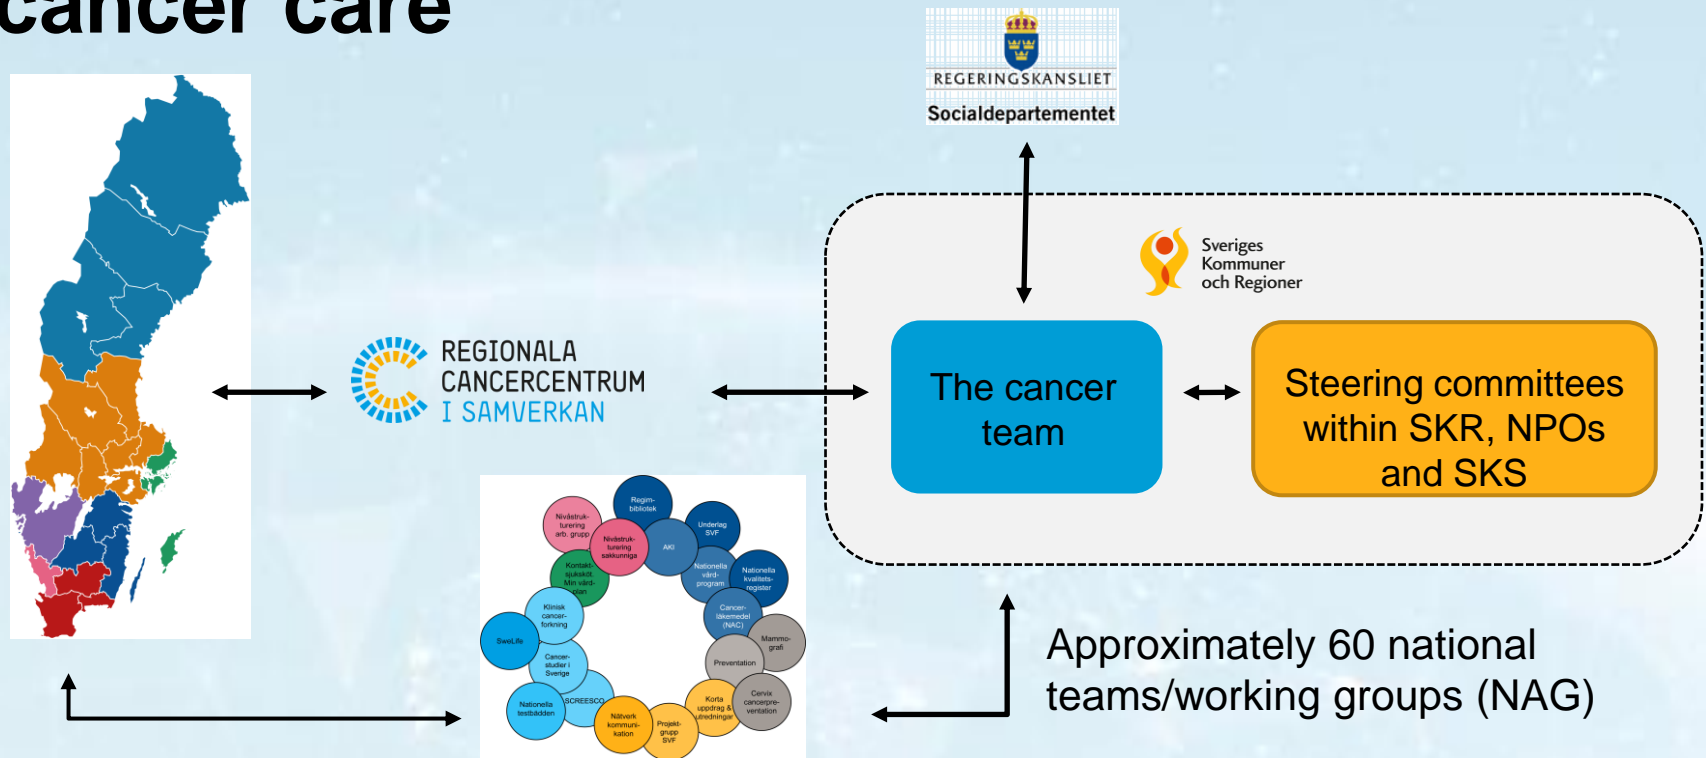 cancer care
REGERINGSKANSLIET
Socialdepartementet
Sveriges
Kommuner
och Regioner
REGIONALA
CANCERCENTRUM
I SAMVERKAN
The cancer
team
Steering committees
within SKR, NPOs
and SKS
Approximately 60 national
teams/working groups (NAG)
Regim-
bibliotek
Nivåstruk-
turering
arb. grupp
Nivåstruk-
turering
sakkunniga
AKI
Underlag
SVF
Kontakt-
sjuksköt.
Min vård-
plan
Nationella
vård-
program
Nationella
kvalitets-
register
Klinisk
cancer-
forkning
Cancer-
läkemedel
(NAC)
SweLife
Mammo-
grafi
Cancer-
studier i
Sverige
Preventation
SCREESCO
Nationella
testbädden
Korta
uppdrag &
utredningar
Cervix
cancerpre-
ventation
Nätverk
kommuni-
kation
Projekt-
grupp
SVF